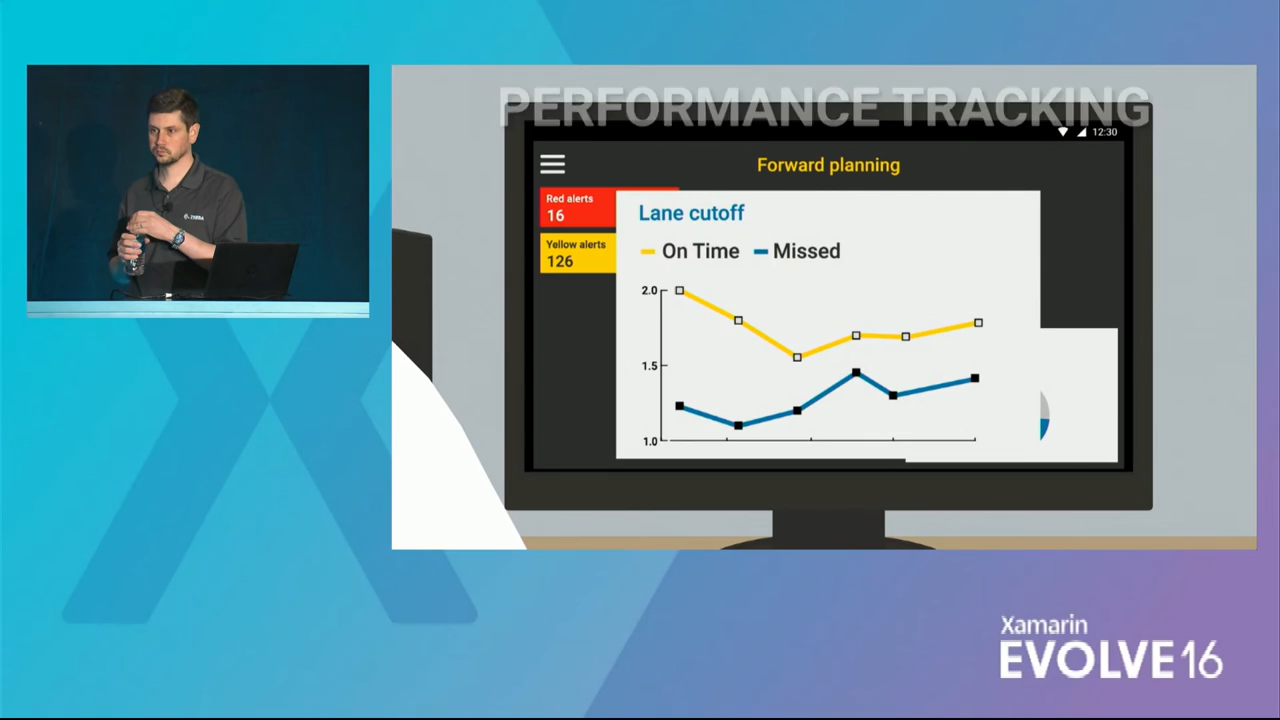 PERFORMANCE TRACKING
12:30
Forward planning
Red alerts
16
Yellow alerts
126
Lane cutoff
On Time Missed
2.0
1.5
1.0
ZEBRA
Xamarin
EVOLVE16